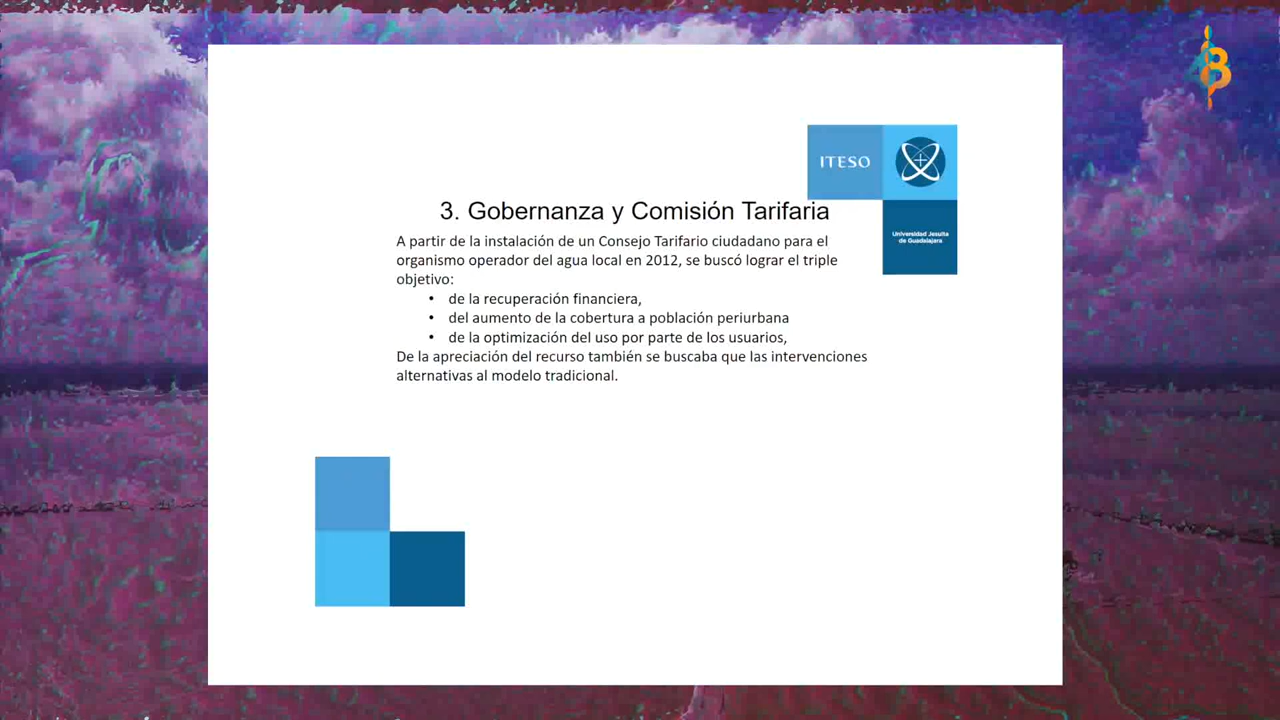 ITESO
3. Gobernanza y Comisión Tarifaria
Universidad Jesuita
de Guadalajara
A partir de la instalación de un Consejo Tarifario ciudadano para el
organismo operador del agua local en 2012, se buscó lograr el triple
objetivo:
• de la recuperación financiera,
• del aumento de la cobertura a población periurbana
• de la optimización del uso por parte de los usuarios,
De la apreciación del recurso también se buscaba que las intervenciones
alternativas al modelo tradicional.